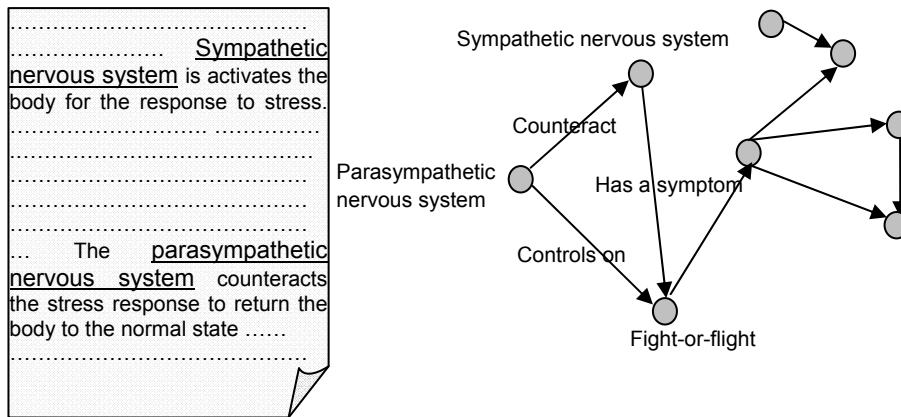 ……………………………………
………………… Sympathetic
nervous system is activates the
body for the response to stress.
………………………… ……………
……………………………………
……………………………………
……………………………………
……………………………………
… The parasympathetic
nervous system counteracts
the stress response to return the
body to the normal state ……
……………………………………
Sympathetic nervous system
Counteract
Parasympathetic
nervous system
Has a symptom
Controls on
Fight-or-flight